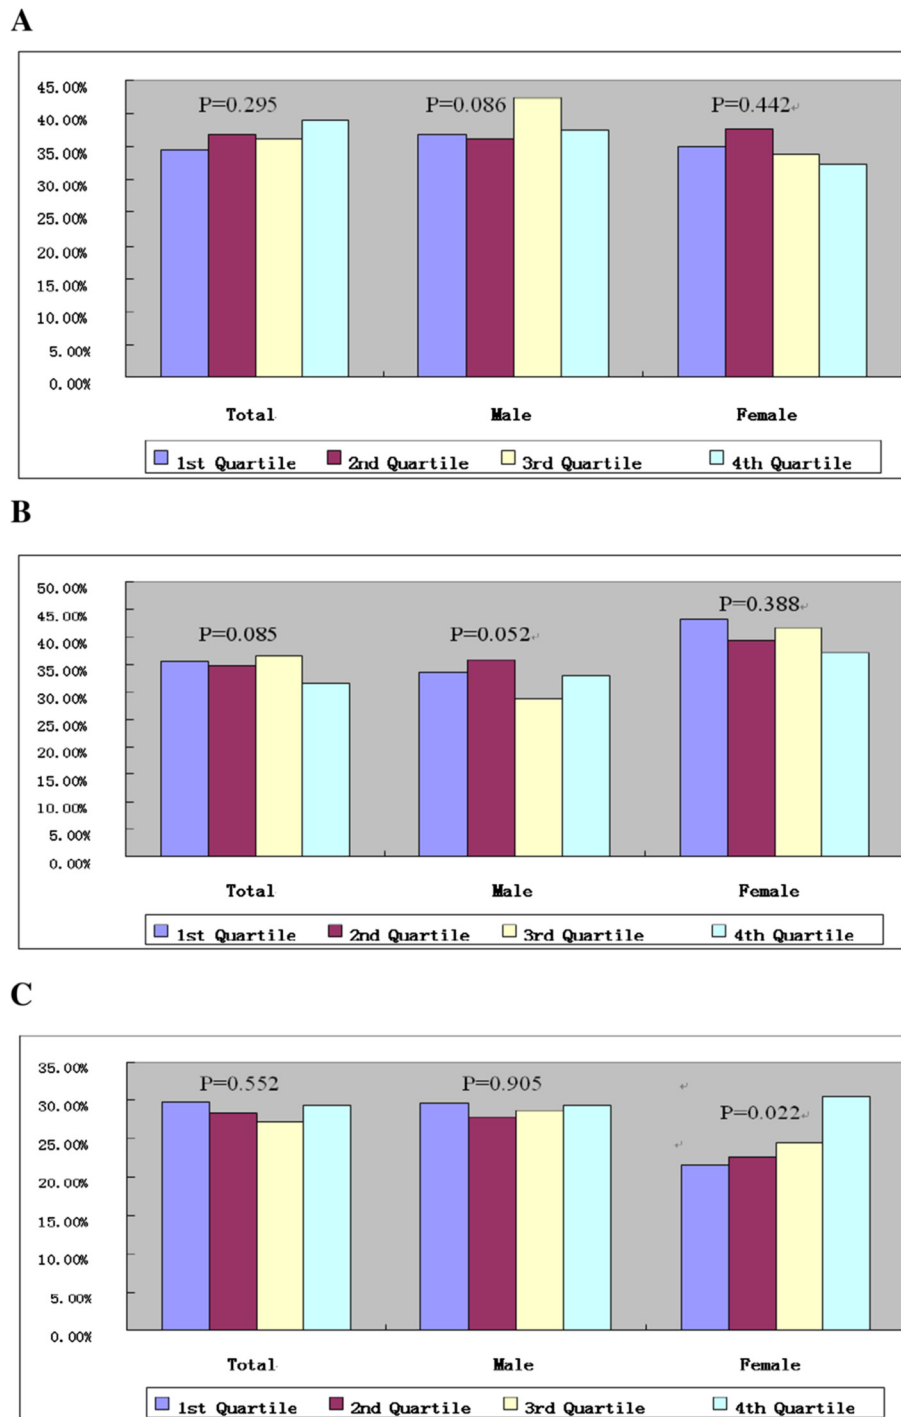 A
45.00%
40.00%
35.00%
30.00%
25.00%
20.00%
15.00%
10.00%
5.00%
0.00%
P=0.295 P=0.086 P=0.442
Total Male Female
1st Quartile 2nd Quartile 3rd Quartile 4th Quartile
B
50.00%
45.00%
40.00%
35.00%
30.00%
25.00%
20.00%
15.00%
10.00%
5.00%
0.00%
P=0.085 P=0.052 P=0.388
Total Male Female
1st Quartile 2nd Quartile 3rd Quartile 4th Quartile
C
35.00%
30.00%
25.00%
20.00%
15.00%
10.00%
5.00%
0.00%
P=0.552 P=0.905 P=0.022
Total Male Female
1st Quartile 2nd Quartile 3rd Quartile 4th Quartile